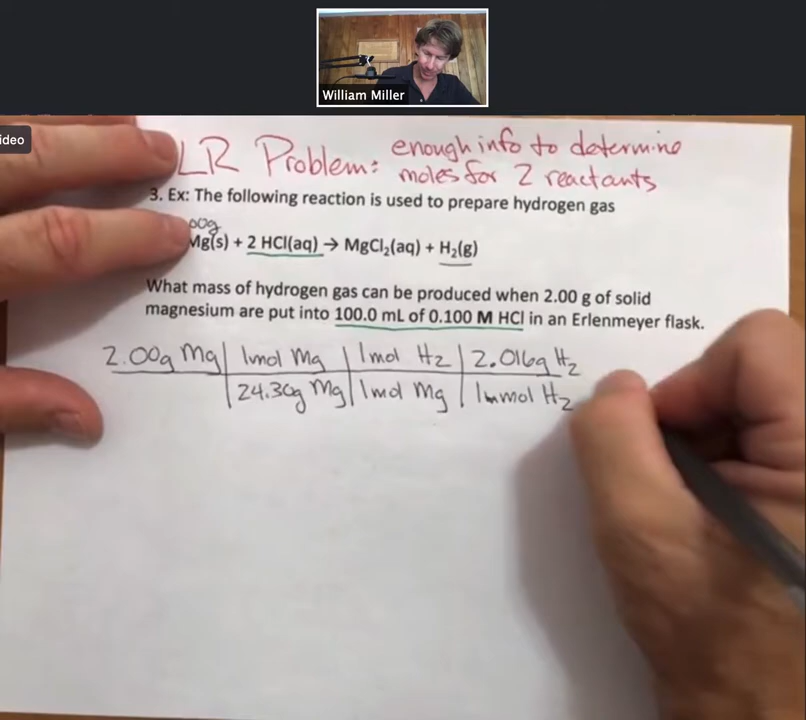 William Miller
ideo
LR Problem: enough info to determine
moles for 2 reactants
3. Ex: The following reaction is used to prepare hydrogen gas
00g
Mg(s) + 2 HCl(aq) → MgCl₂(aq) + H₂(g)
What mass of hydrogen gas can be produced when 2.00 g of solid
magnesium are put into 100.0 mL of 0.100 M HCl in an Erlenmeyer flask.
2.00g Mg | 1mol Mg | 1mol H₂ | 2.016g H₂
24.30g Mg | 1mol Mg | 1mol H₂